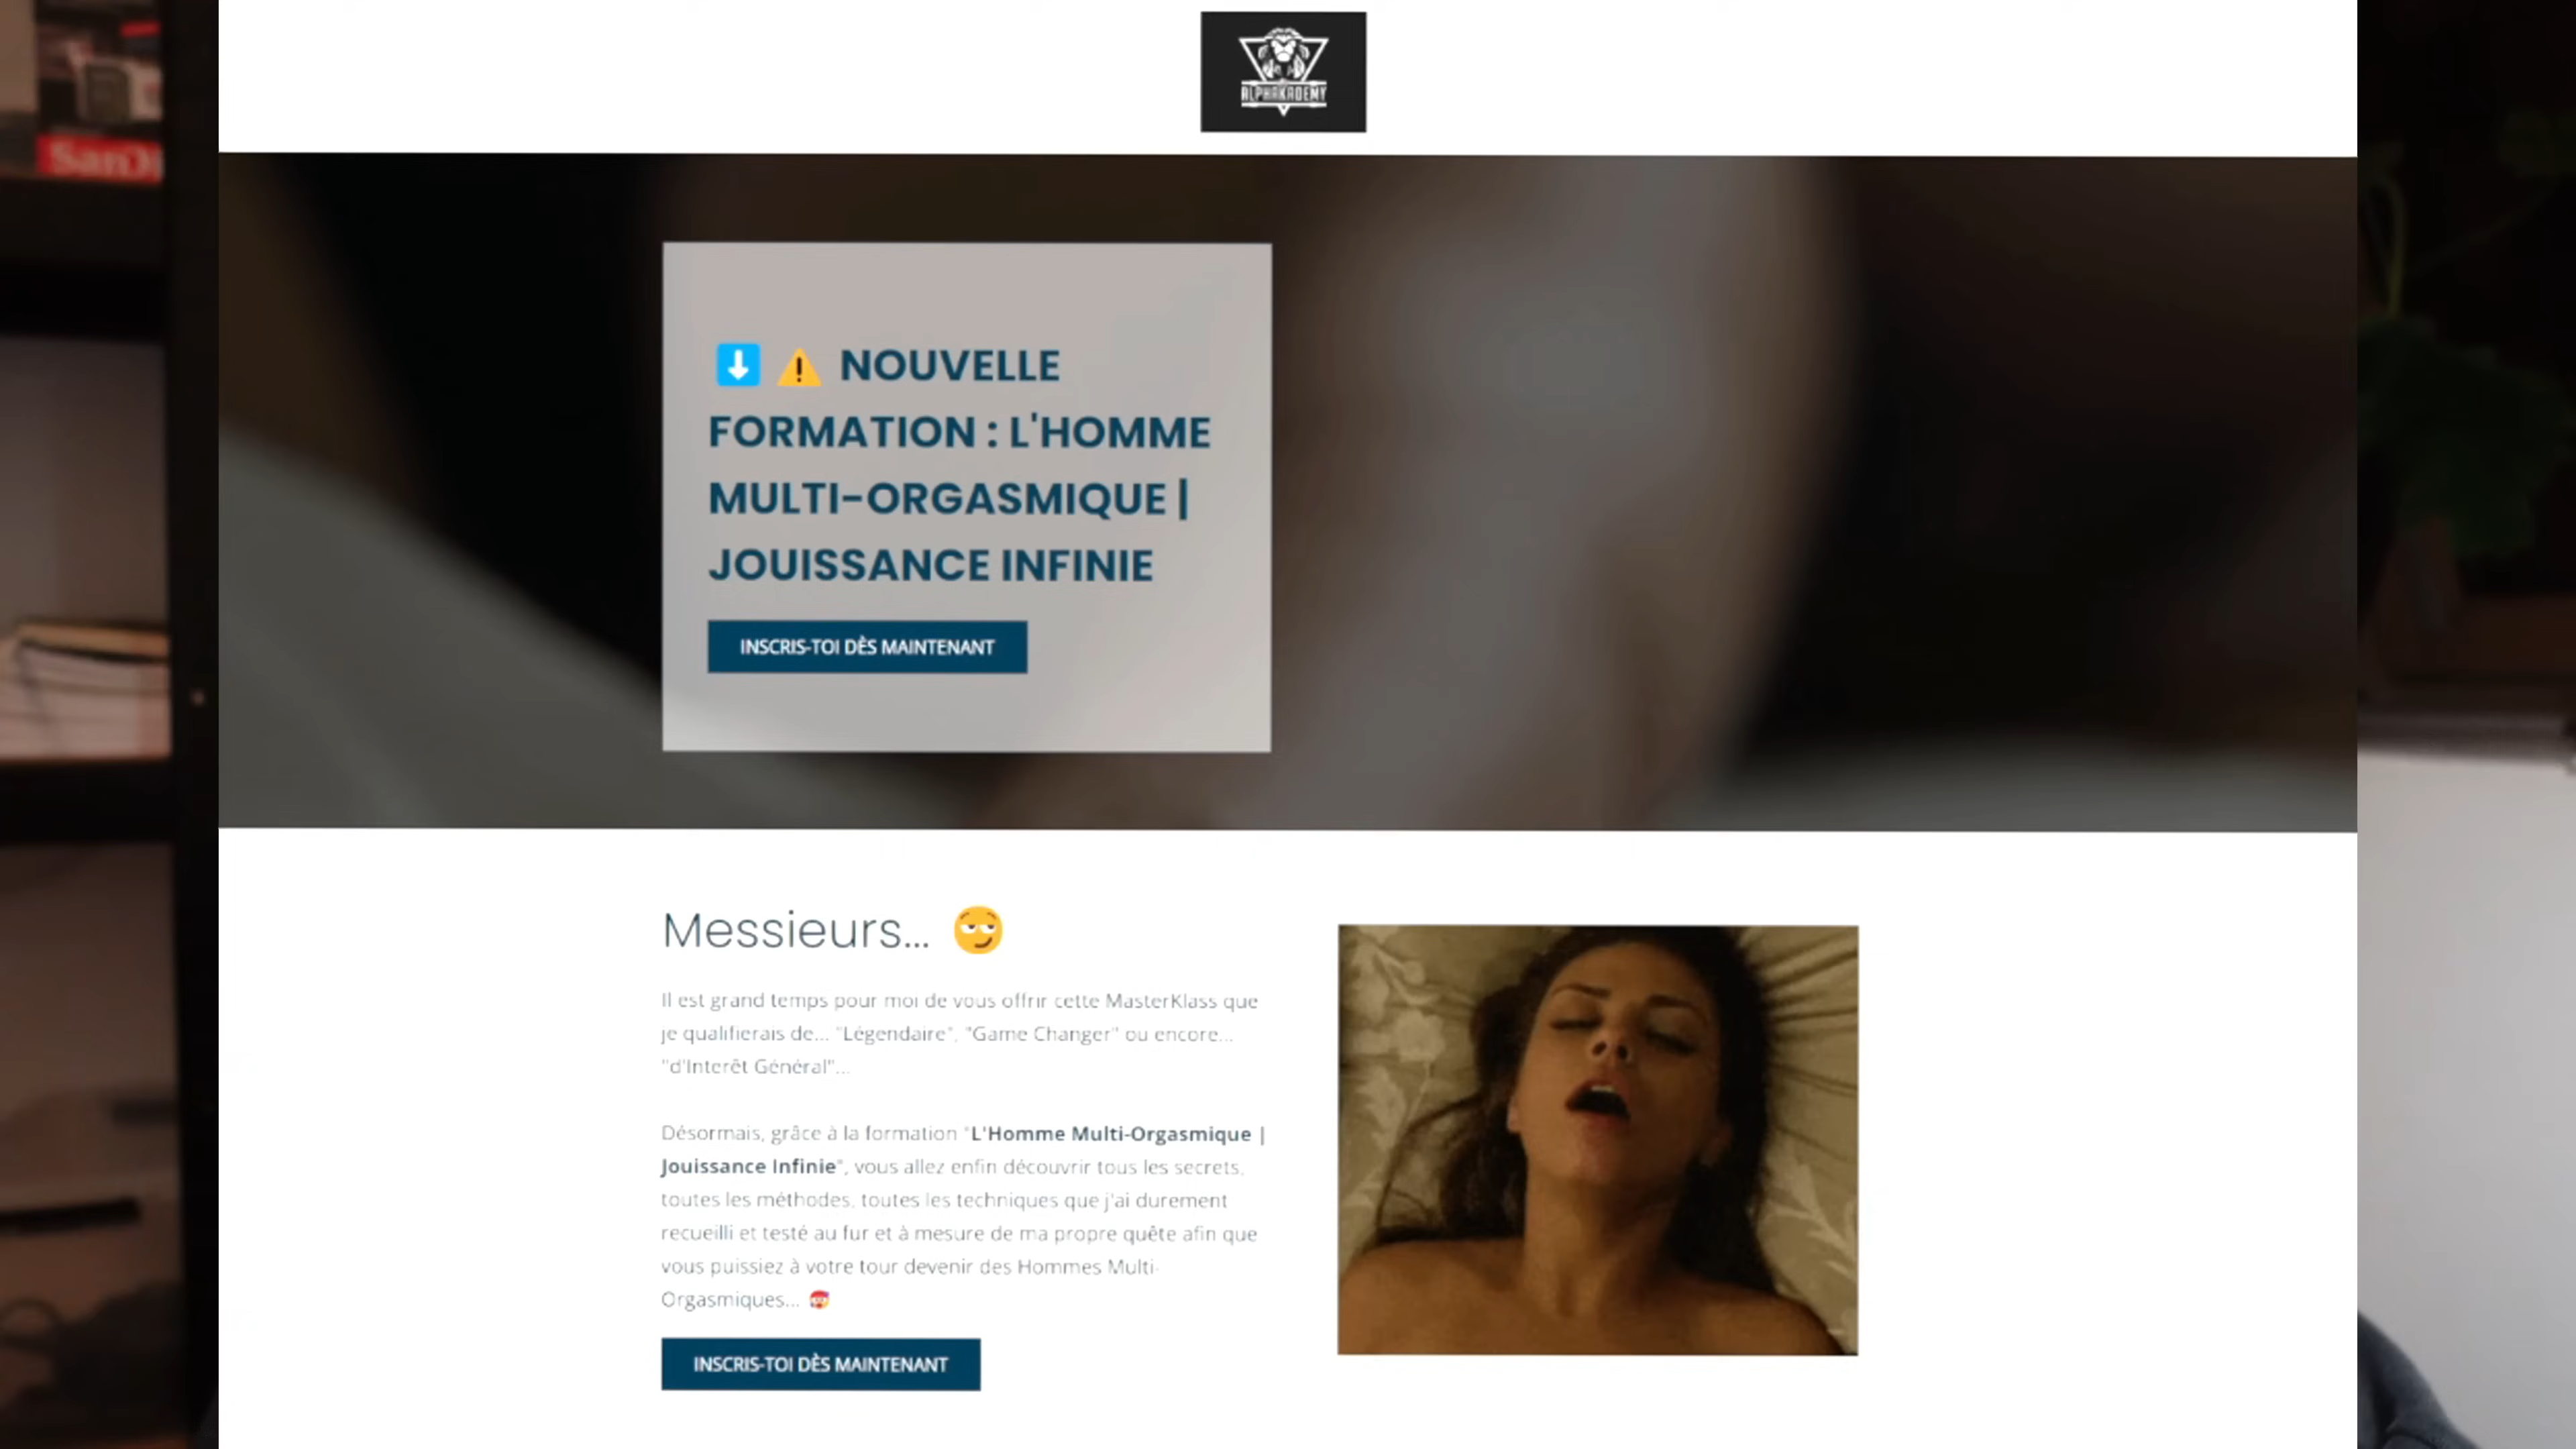 SanD
ALPHAKADEMY
⬇️ ⚠️ NOUVELLE
FORMATION : L'HOMME
MULTI-ORGASMIQUE |
JOUISSANCE INFINIE
INSCRIS-TOI DÈS MAINTENANT
Messieurs... 😏
Il est grand temps pour moi de vous offrir cette MasterKlass que
je qualifierais de... "Légendaire", "Game Changer" ou encore...
"d'Interêt Général"...
Désormais, grâce à la formation "L'Homme Multi-Orgasmique |
Jouissance Infinie", vous allez enfin découvrir tous les secrets,
toutes les méthodes, toutes les techniques que j'ai durement
recueilli et testé au fur et à mesure de ma propre quête afin que
vous puissiez à votre tour devenir des Hommes Multi-
Orgasmiques...
INSCRIS-TOI DÈS MAINTENANT